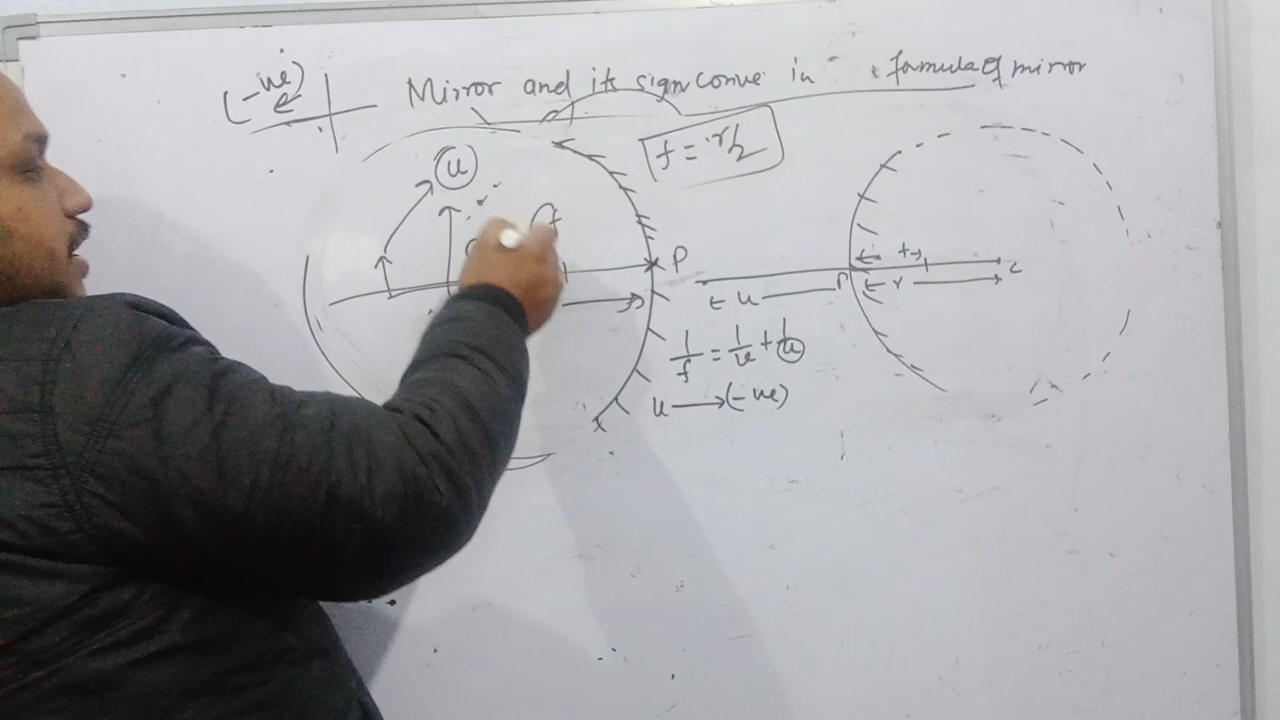 (-ve)
Mirror and its sign conve in formula of mirror
f = r/2
u
f
P
P
f
r
c
u
1/f = 1/v + 1/u
u → (-ve)